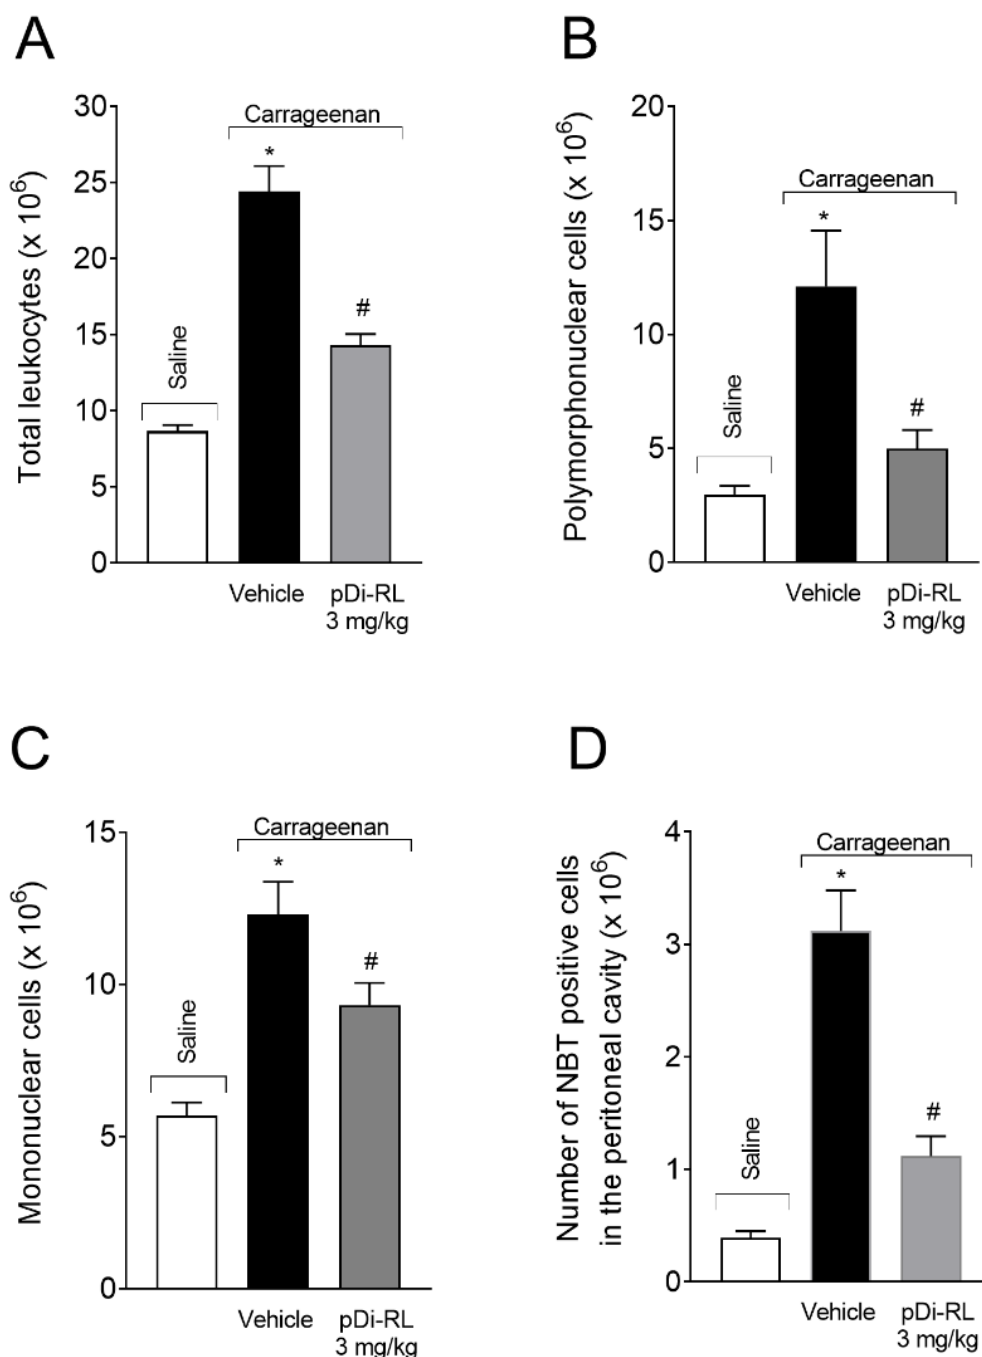 A
Total leukocytes (x 10⁶)
30
25
20
15
10
5
0
Saline
Carrageenan
*
#
Vehicle
pDi-RL
3 mg/kg
B
Polymorphonuclear cells (x 10⁶)
20
15
10
5
0
Saline
Carrageenan
*
#
Vehicle
pDi-RL
3 mg/kg
C
Mononuclear cells (x 10⁶)
15
10
5
0
Saline
Carrageenan
*
#
Vehicle
pDi-RL
3 mg/kg
D
Number of NBT positive cells
in the peritoneal cavity (x 10⁶)
4
3
2
1
0
Saline
Carrageenan
*
#
Vehicle
pDi-RL
3 mg/kg